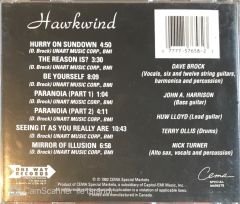 Hawkwind
HURRY ON SUNDOWN 4:50
(D. Brock) UNART MUSIC CORP., BMI
THE REASON IS? 3:30
(D. Brock) UNART MUSIC CORP., BMI
BE YOURSELF 8:09
(D. Brock) UNART MUSIC CORP., BMI
PARANOIA (PART 1) 1:04
(D. Brock) UNART MUSIC CORP., BMI
PARANOIA (PART 2) 4:11
(D. Brock) UNART MUSIC CORP., BMI
SEEING IT AS YOU REALLY ARE 10:43
(D. Brock) UNART MUSIC CORP., BMI
MIRROR OF ILLUSION 6:58
(D. Brock) UNART MUSIC CORP., BMI
DAVE BROCK
(Vocals, six and twelve string guitars,
harmonica and percussion)
JOHN A. HARRISON
(Bass guitar)
HUW LLOYD (Lead guitar)
TERRY OLLIS (Drums)
NICK TURNER
(Alto sax, vocals and percussion)
ONE WAY
RECORDS
© 1992 CEMA Special Markets
Cema
SPECIAL
MARKETS